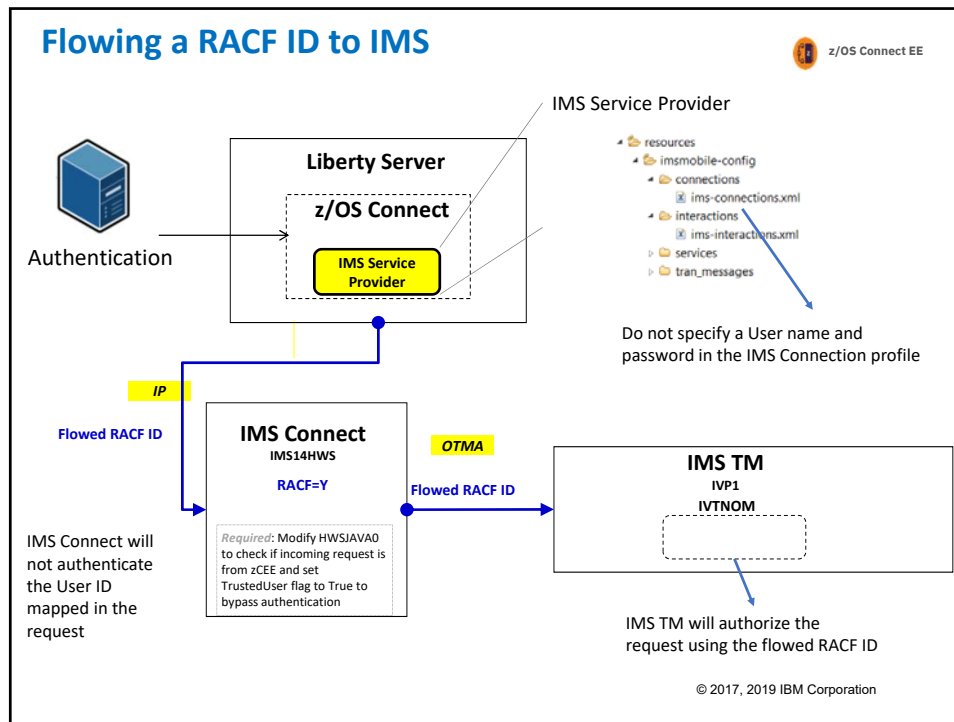 Flowing a RACF ID to IMS
z/OS Connect EE
IMS Service Provider
Liberty Server
z/OS Connect
IMS Service
Provider
Authentication
resources
imsmobile-config
connections
ims-connections.xml
interactions
ims-interactions.xml
services
tran_messages
Do not specify a User name and
password in the IMS Connection profile
IP
Flowed RACF ID
IMS Connect
IMS14HWS
RACF=Y
Required: Modify HWSJAVA0
to check if incoming request is
from zCEE and set
TrustedUser flag to True to
bypass authentication
OTMA
Flowed RACF ID
IMS TM
IVP1
IVTNOM
IMS Connect will
not authenticate
the User ID
mapped in the
request
IMS TM will authorize the
request using the flowed RACF ID
© 2017, 2019 IBM Corporation